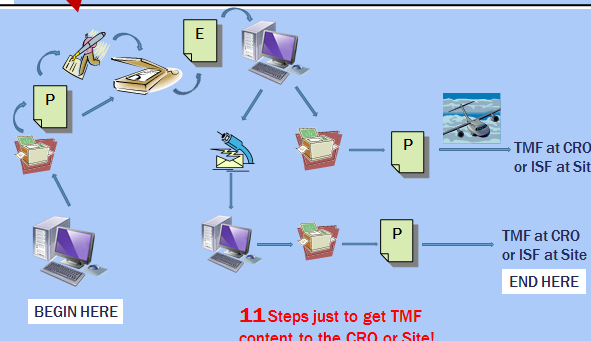 E
P
P
TMF at CRO
or ISF at Sit
P
TMF at CRO
or ISF at Site
END HERE
BEGIN HERE
11 Steps just to get TMF
content to the CRO or Site!